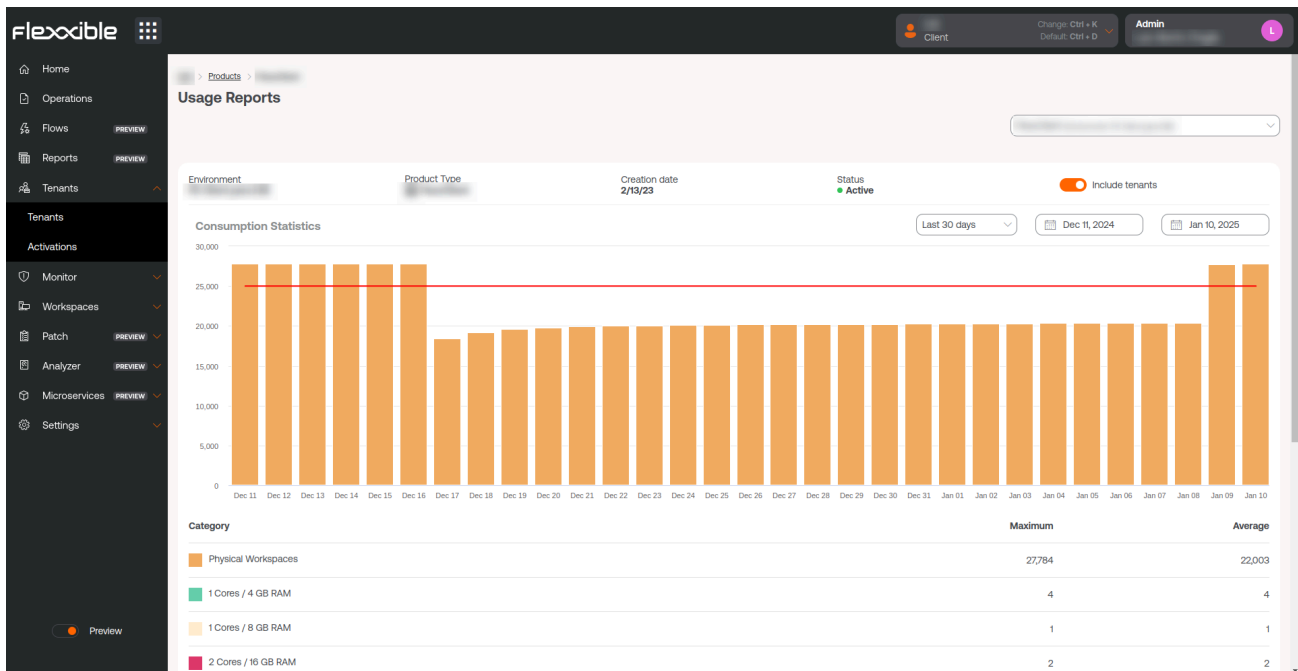 Flexxible
Client
Change: Ctrl + K
Default: Ctrl + D
Admin
L
Home
Operations
Flows PREVIEW
Reports PREVIEW
Tenants
Tenants
Activations
Monitor
Workspaces
Patch PREVIEW
Analyzer PREVIEW
Microservices PREVIEW
Settings
Preview
> Products >
Usage Reports
Environment
Product Type
Creation date
2/13/23
Status
Active
Include tenants
Consumption Statistics
Last 30 days
Dec 11, 2024
Jan 10, 2025
30,000
25,000
20,000
15,000
10,000
5,000
0
Dec 11 Dec 12 Dec 13 Dec 14 Dec 15 Dec 16 Dec 17 Dec 18 Dec 19 Dec 20 Dec 21 Dec 22 Dec 23 Dec 24 Dec 25 Dec 26 Dec 27 Dec 28 Dec 29 Dec 30 Dec 31 Jan 01 Jan 02 Jan 03 Jan 04 Jan 05 Jan 06 Jan 07 Jan 08 Jan 09 Jan 10
Category Maximum Average
Physical Workspaces 27,784 22,003
1 Cores / 4 GB RAM 4 4
1 Cores / 8 GB RAM 1 1
2 Cores / 16 GB RAM 2 2